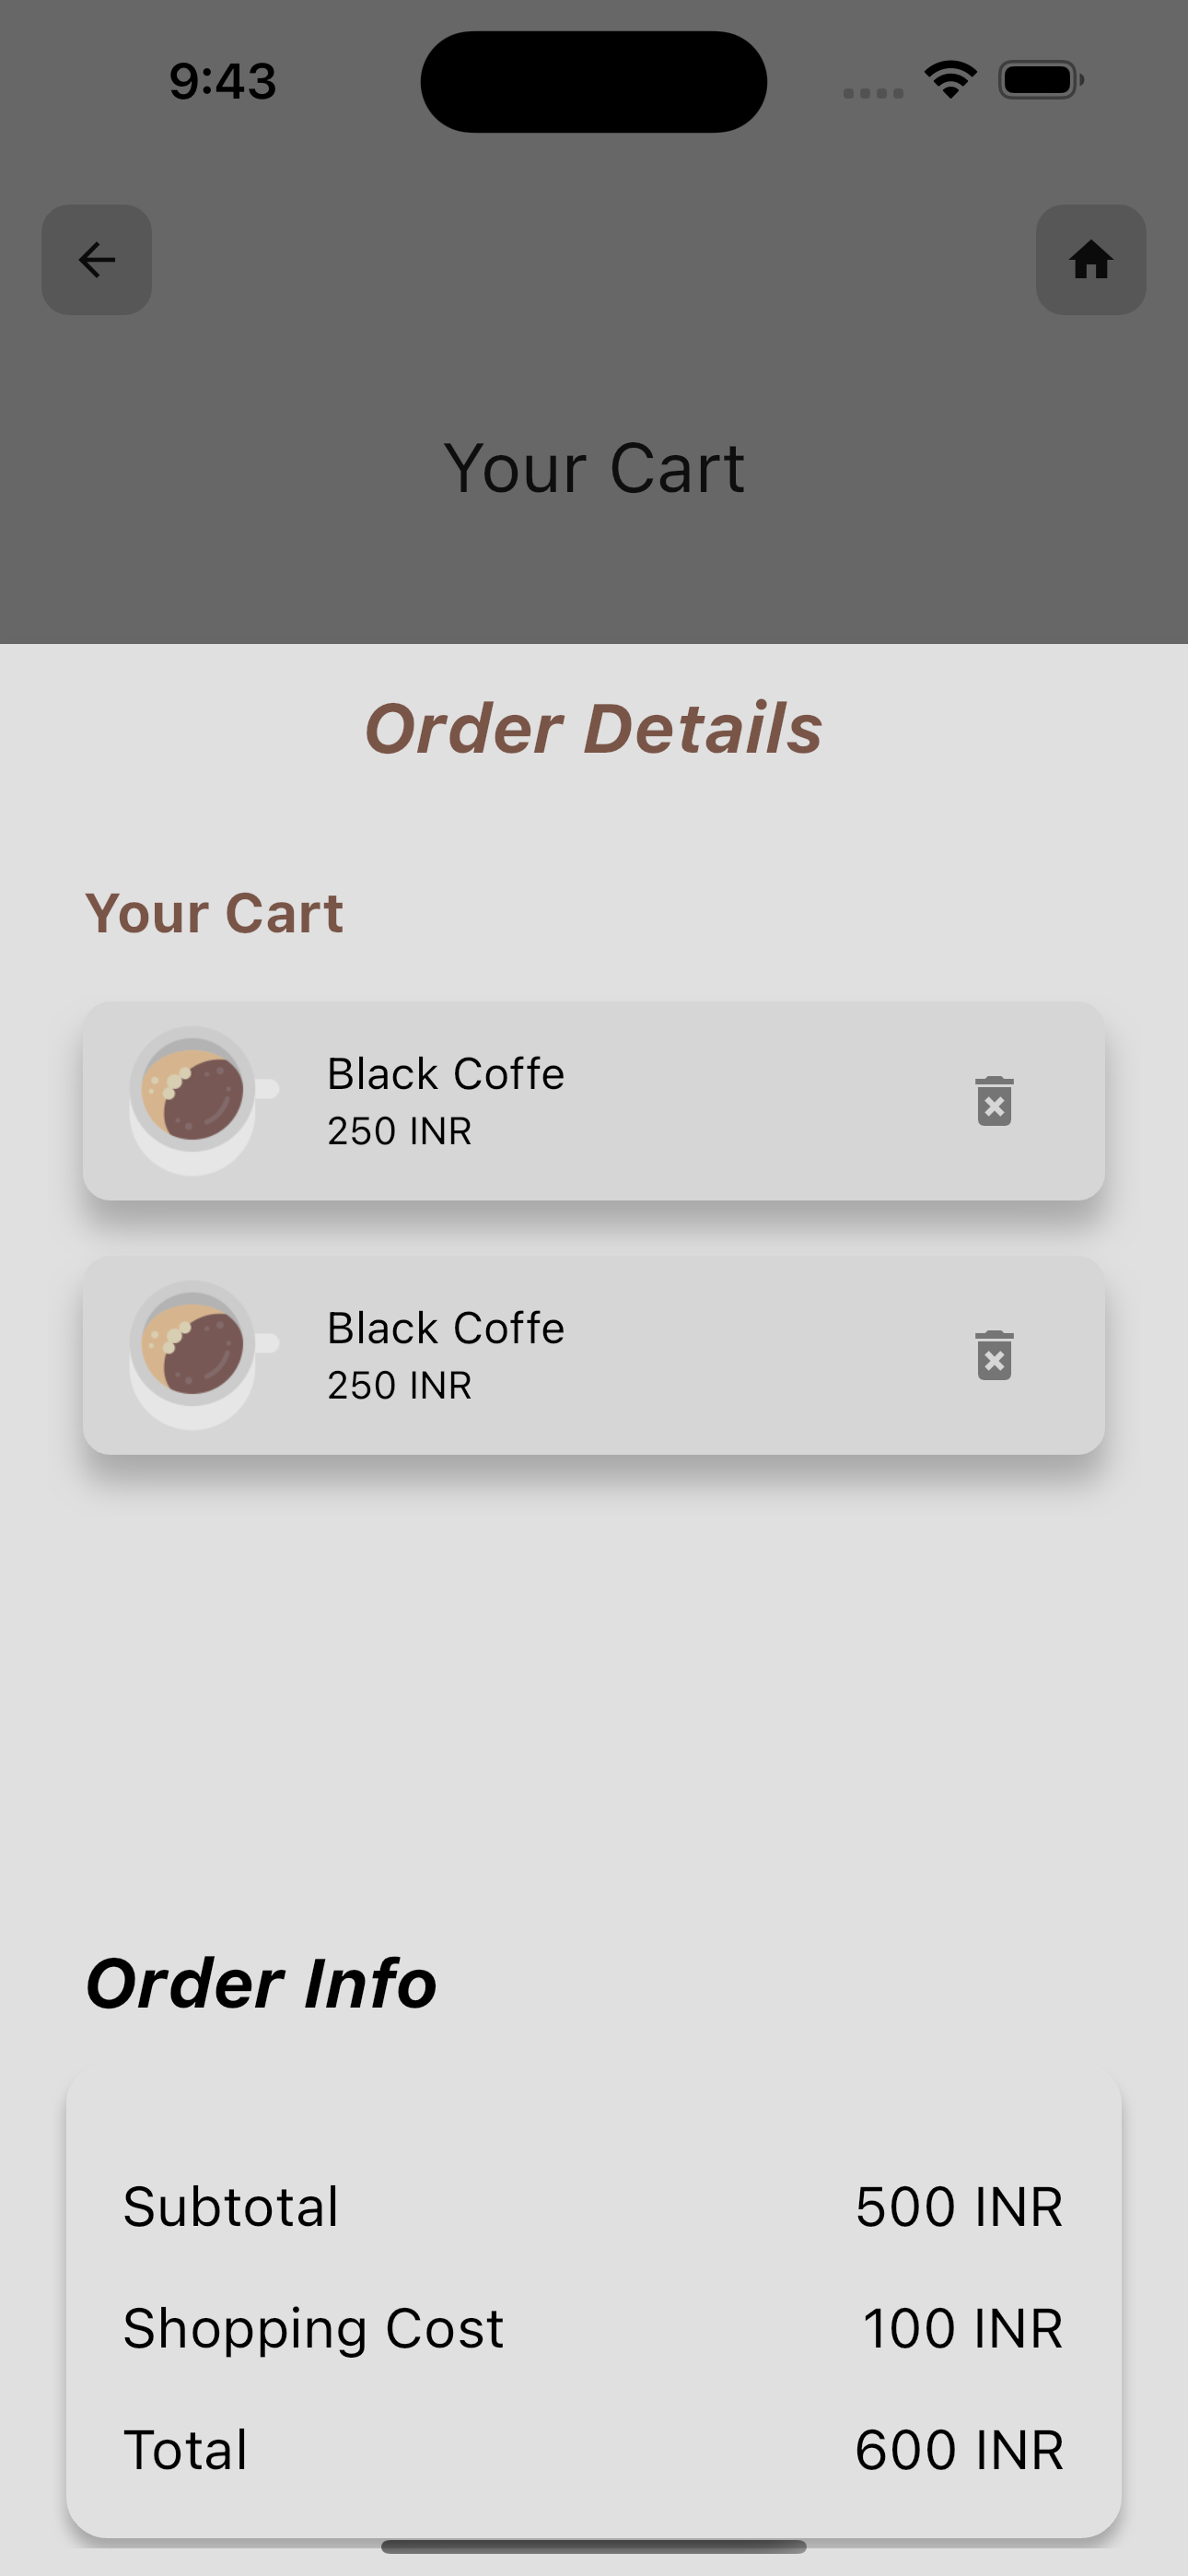 9:43
Your Cart
Order Details
Your Cart
Black Coffe
250 INR
Black Coffe
250 INR
Order Info
Subtotal 500 INR
Shopping Cost 100 INR
Total 600 INR